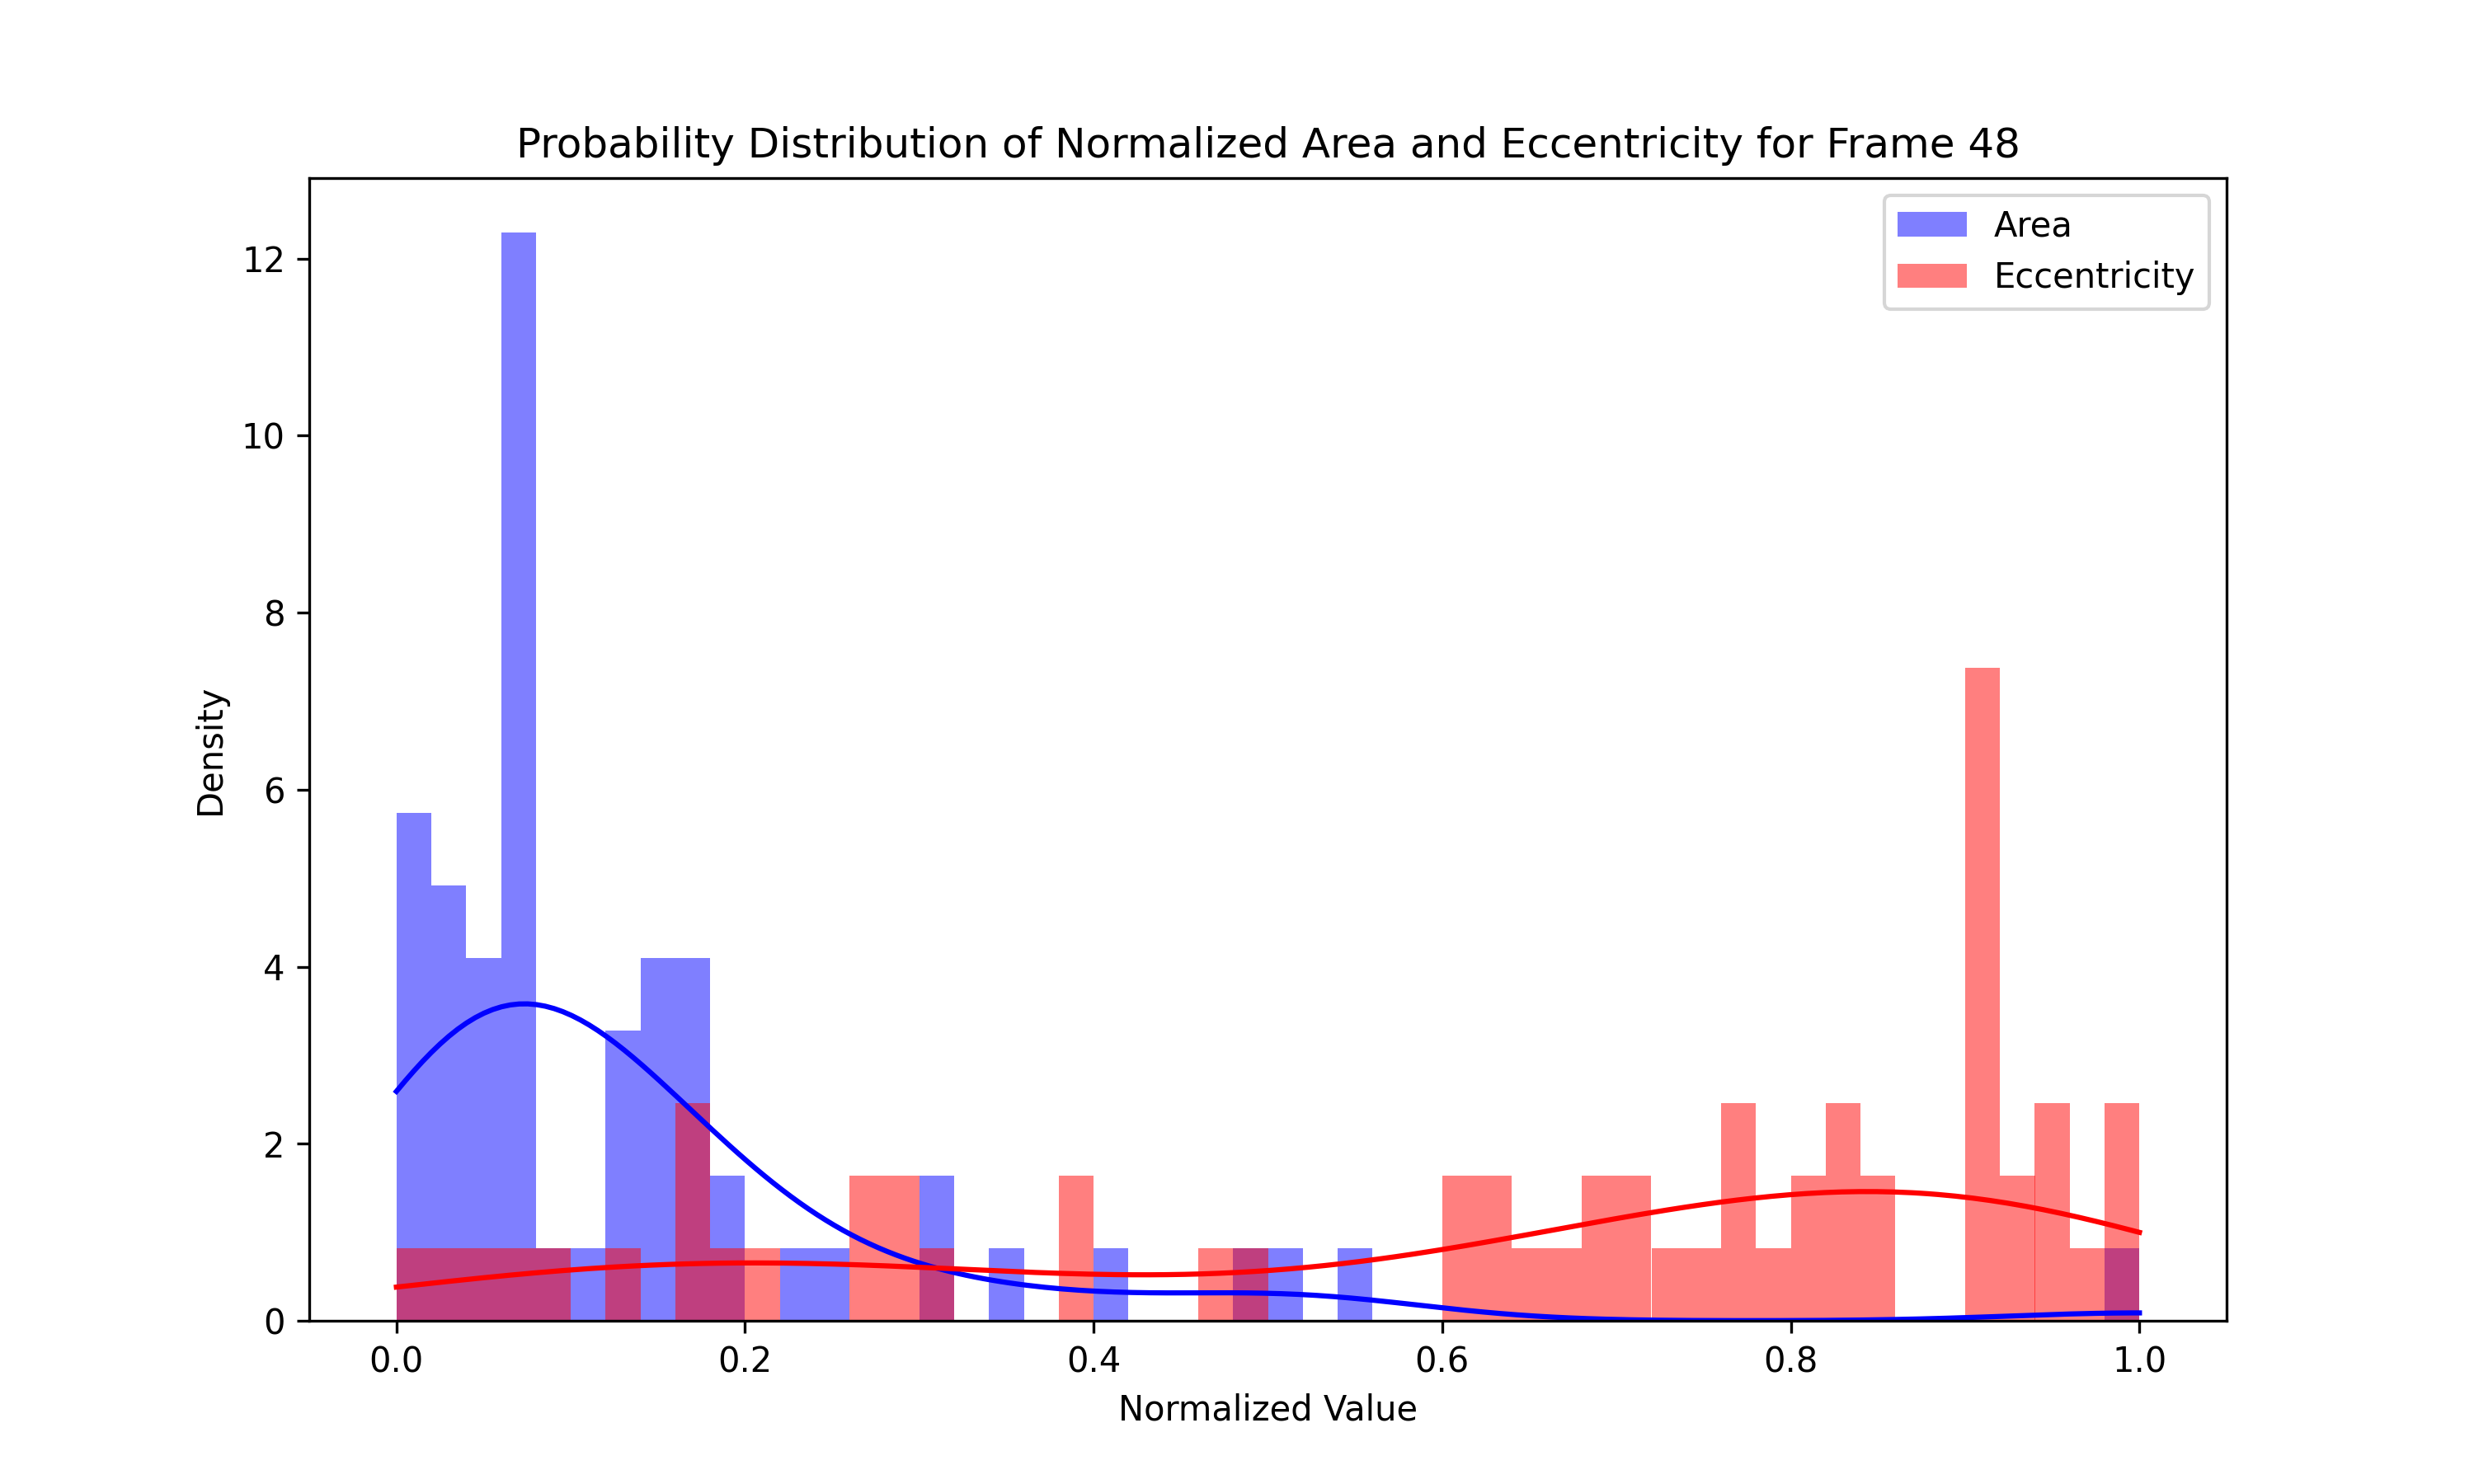 Probability Distribution of Normalized Area and Eccentricity for Frame 48
Area
Eccentricity
12
10
8
6
4
2
0
Density
0.0 0.2 0.4 0.6 0.8 1.0
Normalized Value